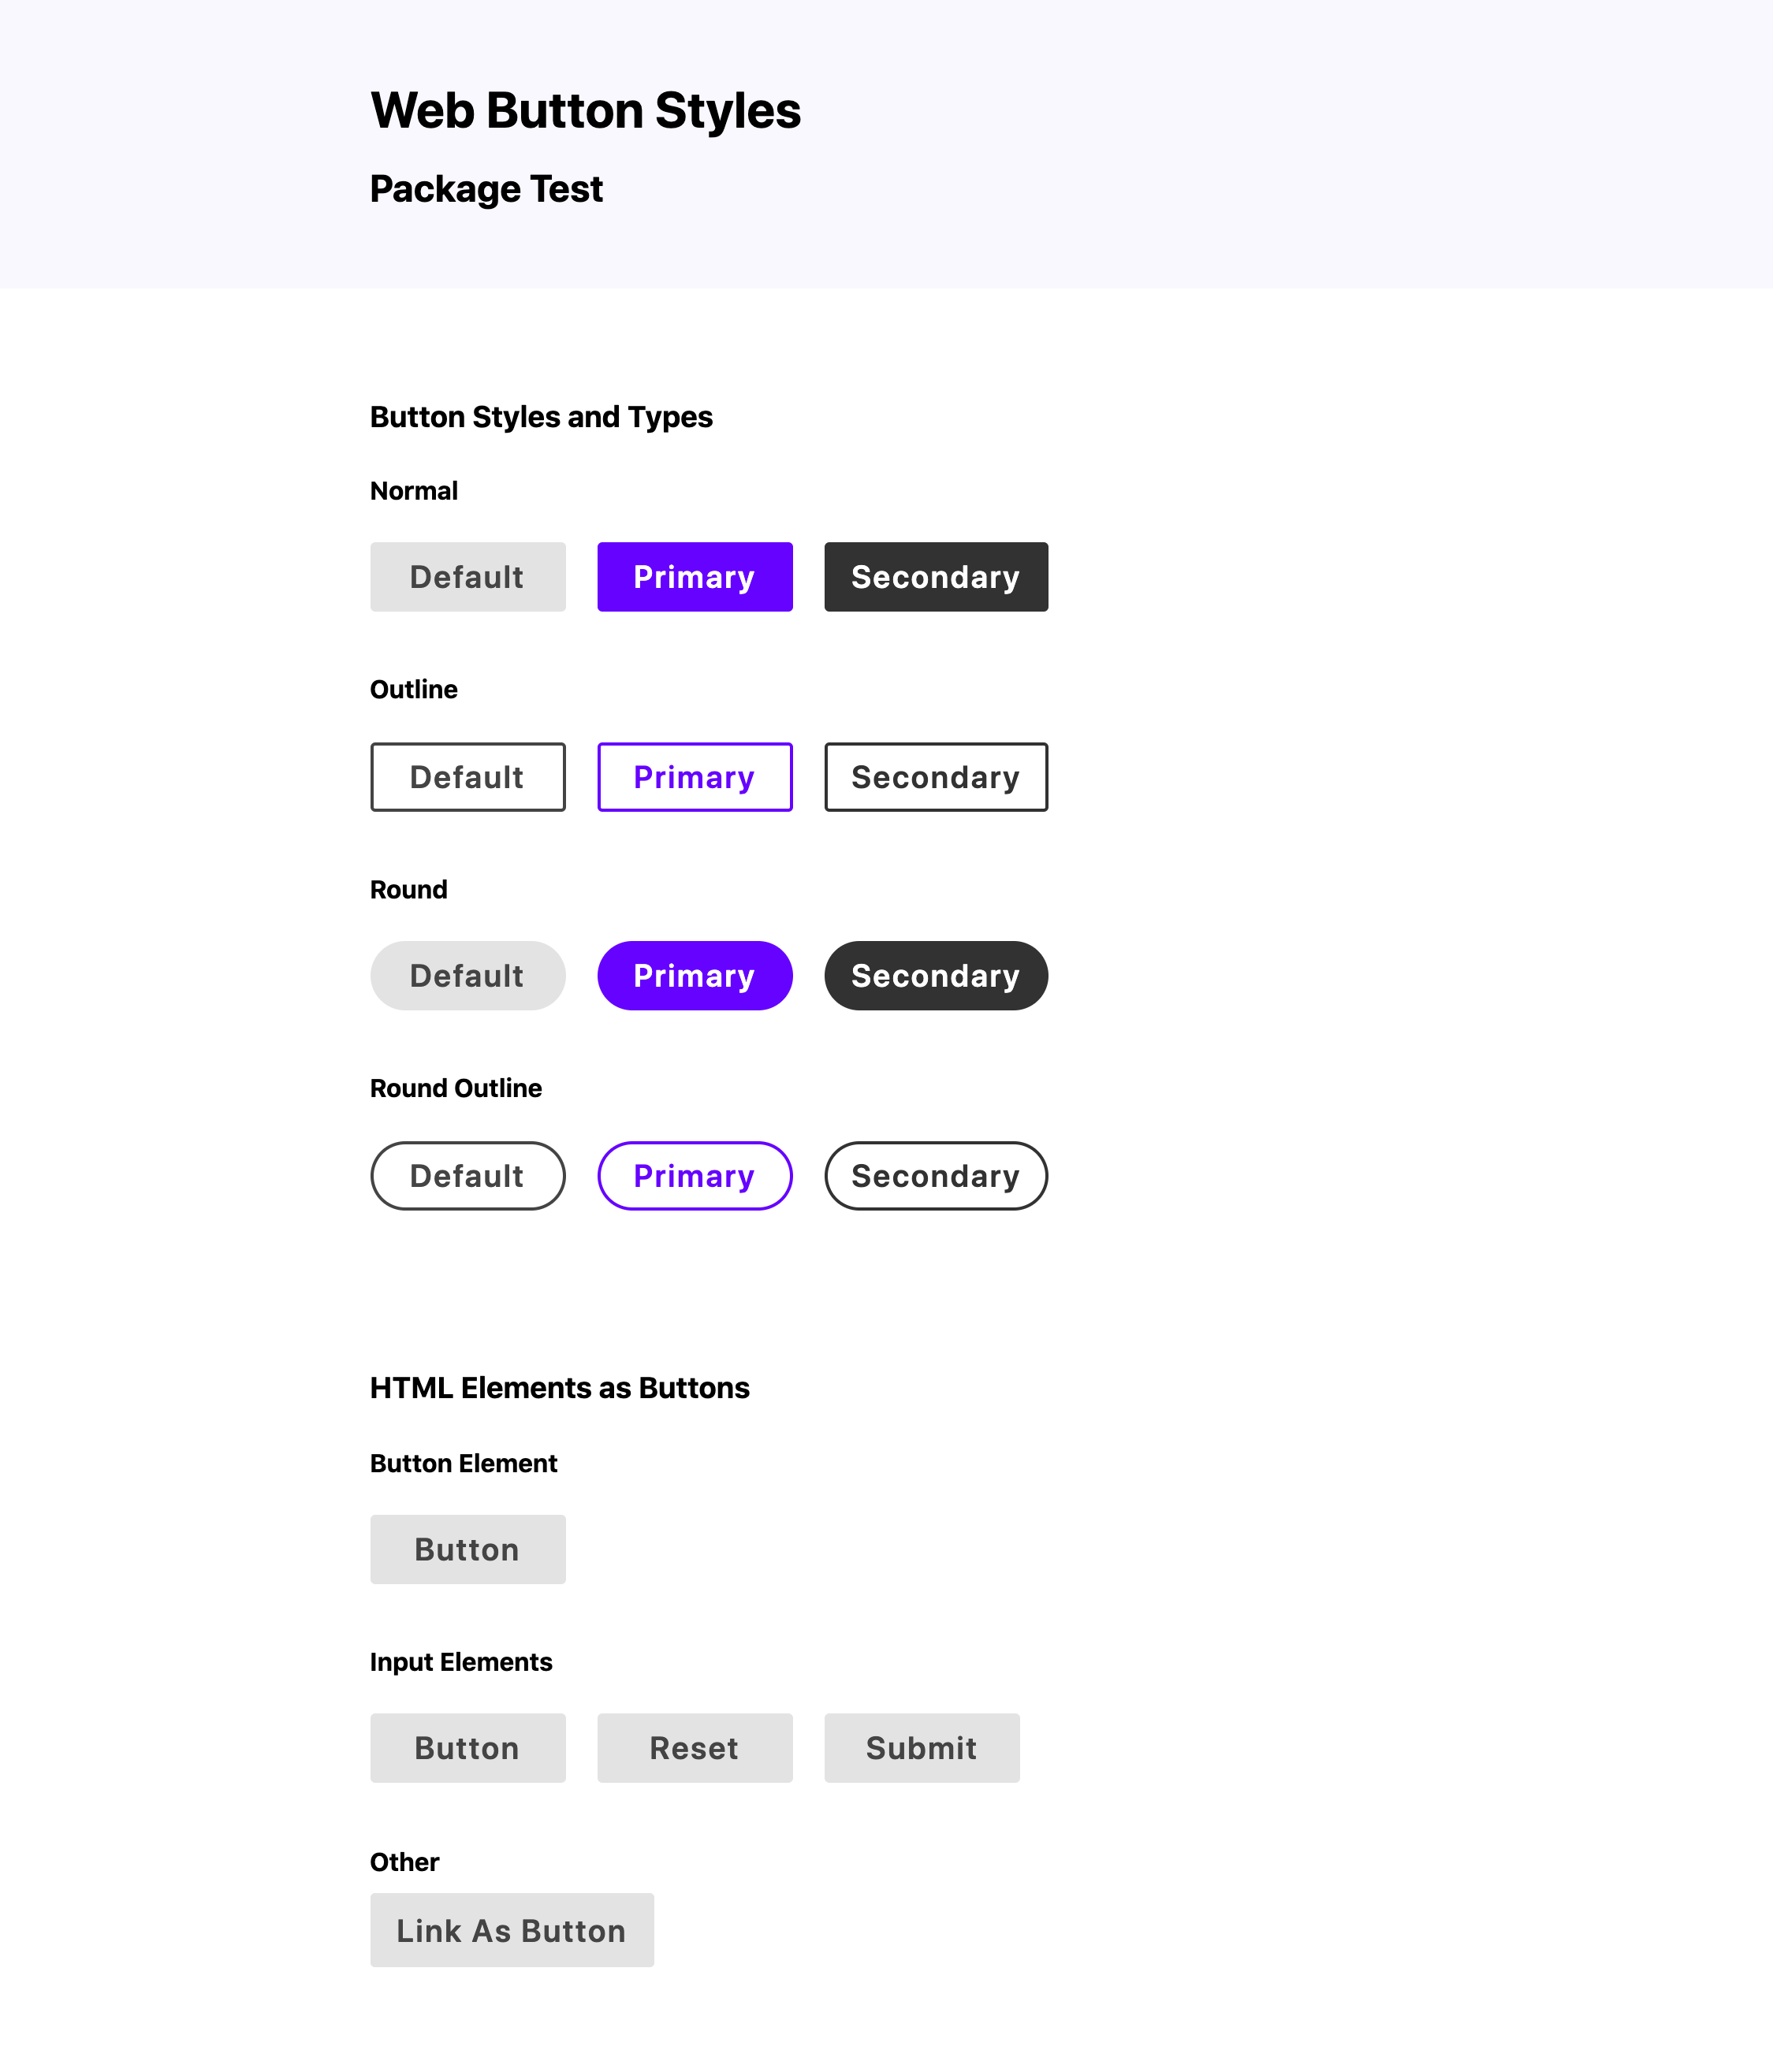 Web Button Styles
Package Test
Button Styles and Types
Normal
Default Primary Secondary
Outline
Default Primary Secondary
Round
Default Primary Secondary
Round Outline
Default Primary Secondary
HTML Elements as Buttons
Button Element
Button
Input Elements
Button Reset Submit
Other
Link As Button